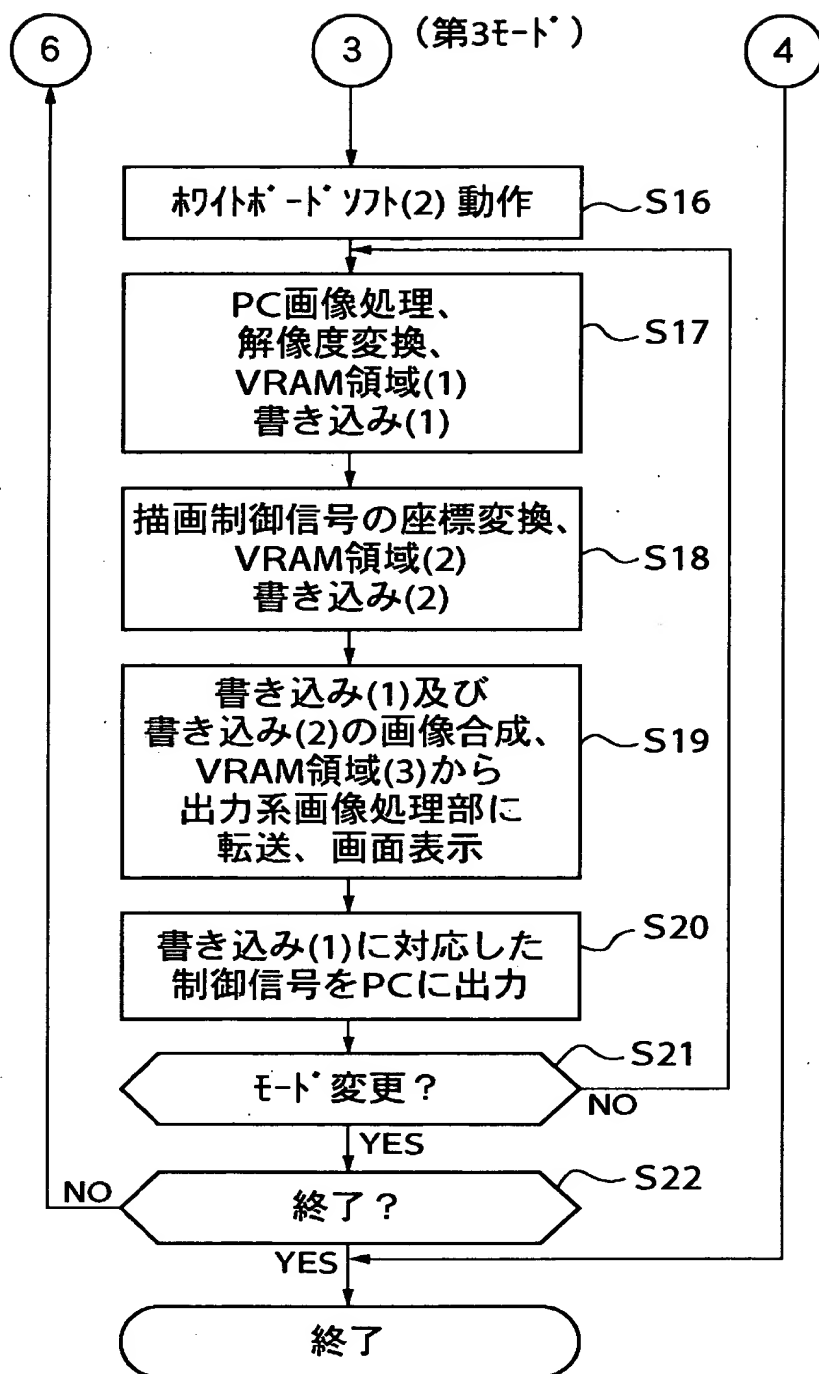 6
3
(第3ﾓｰﾄﾞ)
4
ﾎﾜｲﾄﾎﾞｰﾄﾞｿﾌﾄ(2) 動作
S16
PC画像処理、
解像度変換、
VRAM領域(1)
書き込み(1)
S17
描画制御信号の座標変換、
VRAM領域(2)
書き込み(2)
S18
書き込み(1)及び
書き込み(2)の画像合成、
VRAM領域(3)から
出力系画像処理部に
転送、画面表示
S19
書き込み(1)に対応した
制御信号をPCに出力
S20
ﾓｰﾄﾞ変更？
S21
NO
YES
終了？
S22
NO
YES
終了